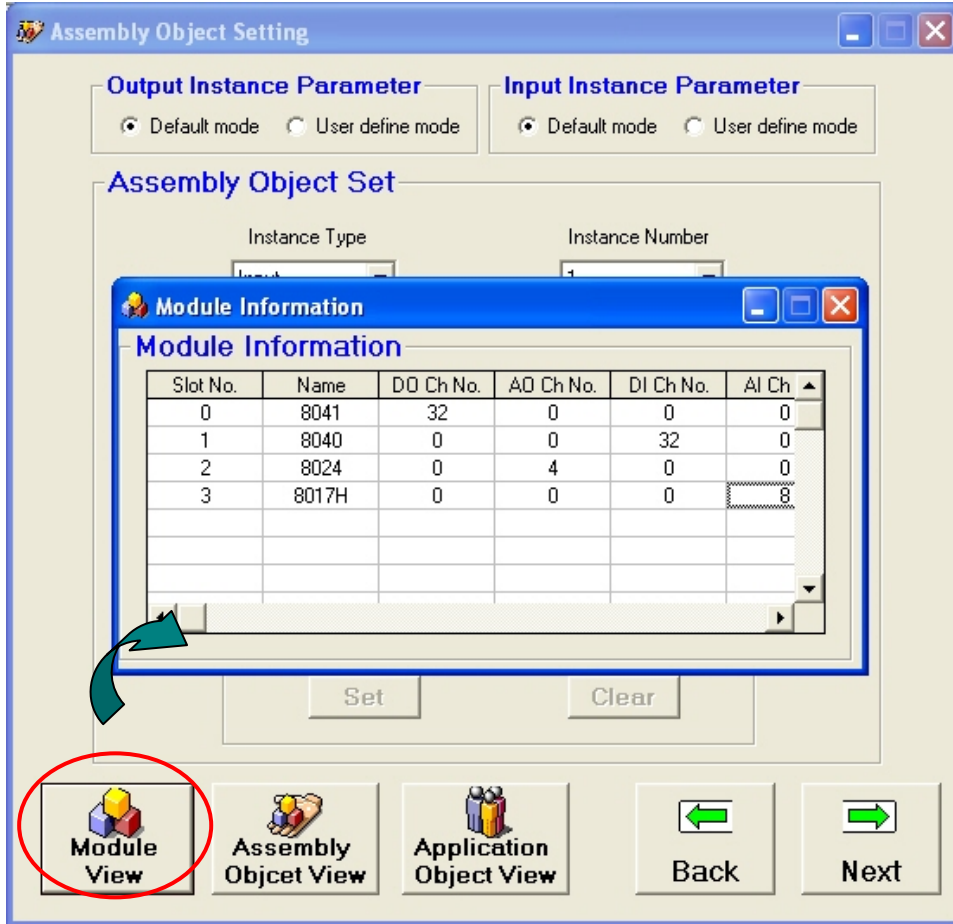 Assembly Object Setting
Output Instance Parameter Input Instance Parameter
Default mode User define mode Default mode User define mode
Assembly Object Set
Instance Type Instance Number
Input 1
Module Information
Module Information
Slot No. Name DO Ch No. AO Ch No. DI Ch No. AI Ch
0 8041 32 0 0 0
1 8040 0 0 32 0
2 8024 0 4 0 0
3 8017H 0 0 0 8
Set Clear
Module View
Assembly Objcet View
Application Object View
Back
Next